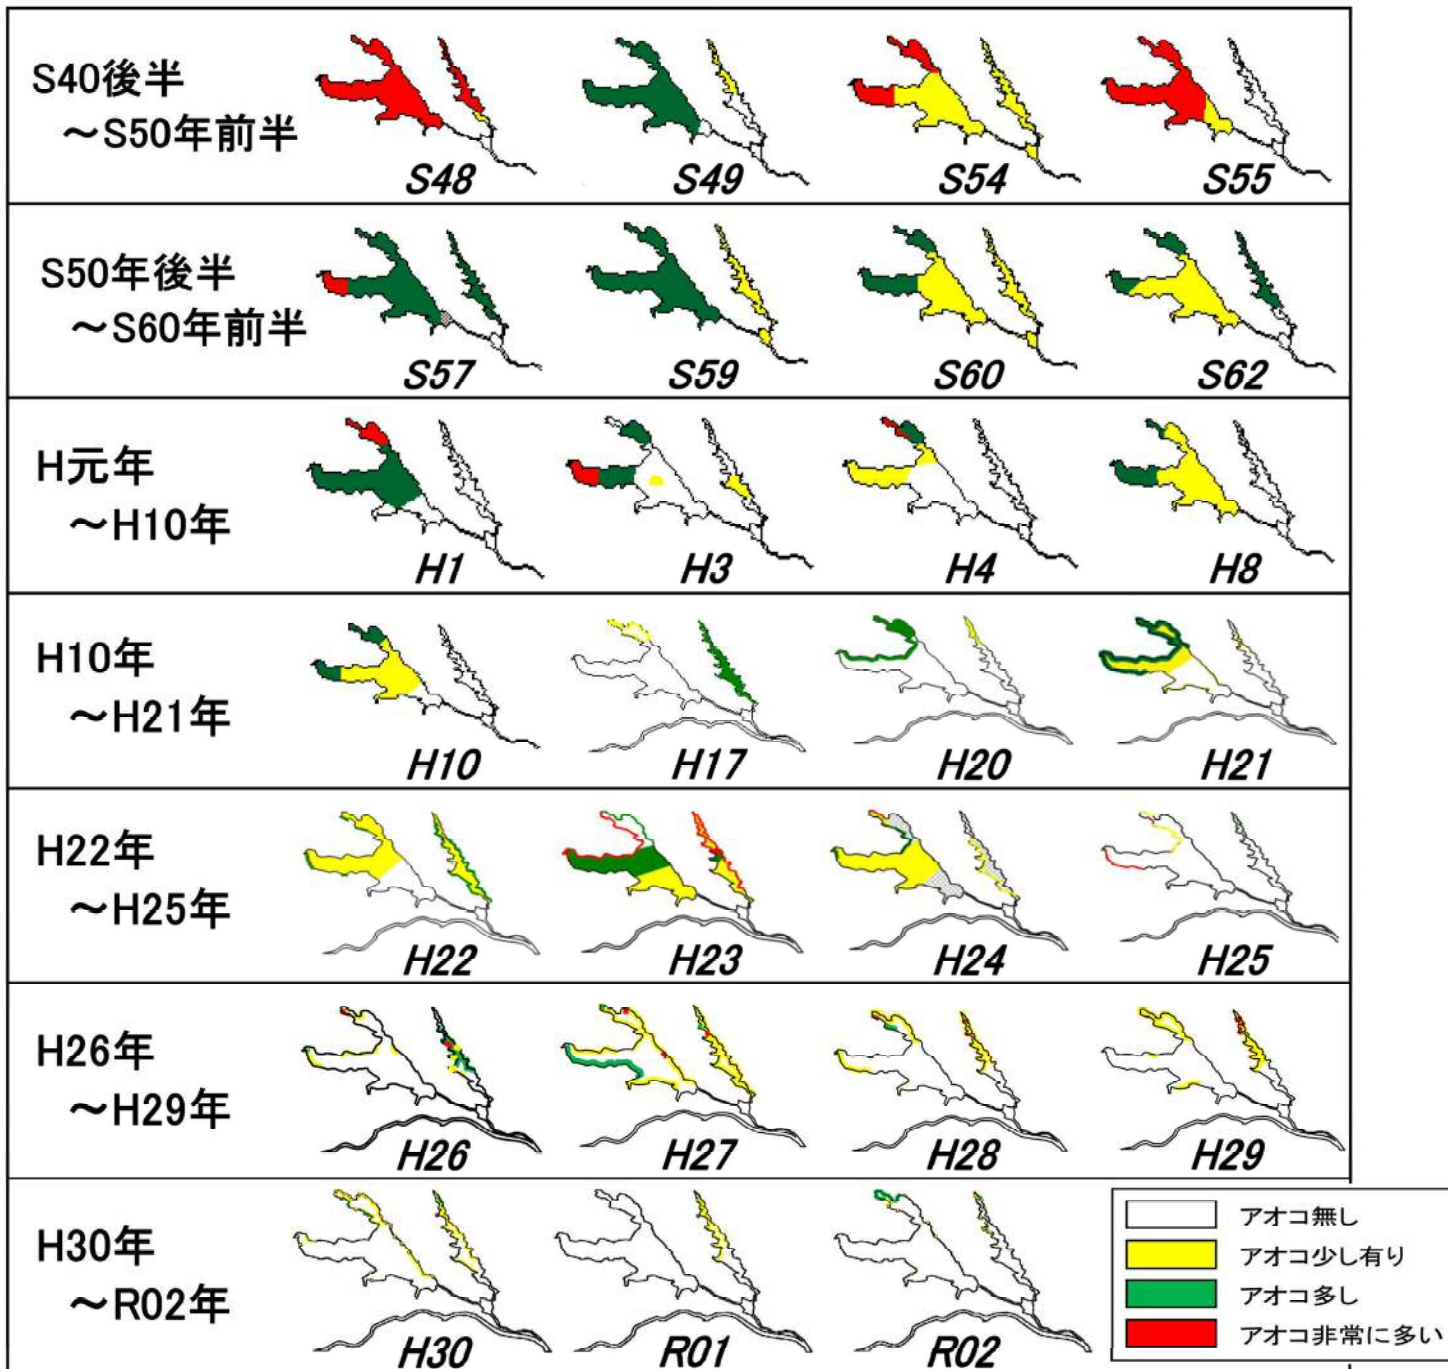 S40後半
～S50年前半
S48
S49
S54
S55
S50年後半
～S60年前半
S57
S59
S60
S62
H元年
～H10年
H1
H3
H4
H8
H10年
～H21年
H10
H17
H20
H21
H22年
～H25年
H22
H23
H24
H25
H26年
～H29年
H26
H27
H28
H29
H30年
～R02年
H30
R01
R02
アオコ無し
アオコ少し有り
アオコ多し
アオコ非常に多い